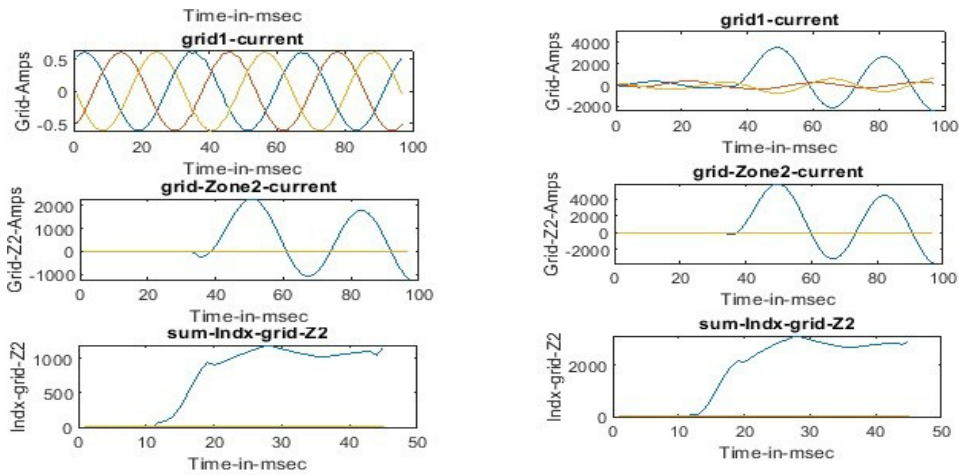 Time-in-msec
grid1-current
Grid-Amps
0.5
0
-0.5
0 20 40 60 80 100
Time-in-msec
grid-Zone2-current
Grid-Z2-Amps
2000
1000
0
-1000
0 20 40 60 80 100
Time-in-msec
sum-Indx-grid-Z2
Indx-grid-Z2
1000
500
0
0 10 20 30 40 50
Time-in-msec
grid1-current
Grid-Amps
4000
2000
0
-2000
0 20 40 60 80 100
Time-in-msec
grid-Zone2-current
Grid-Z2-Amps
4000
2000
0
-2000
0 20 40 60 80 100
Time-in-msec
sum-Indx-grid-Z2
Indx-grid-Z2
2000
0
0 10 20 30 40 50
Time-in-msec